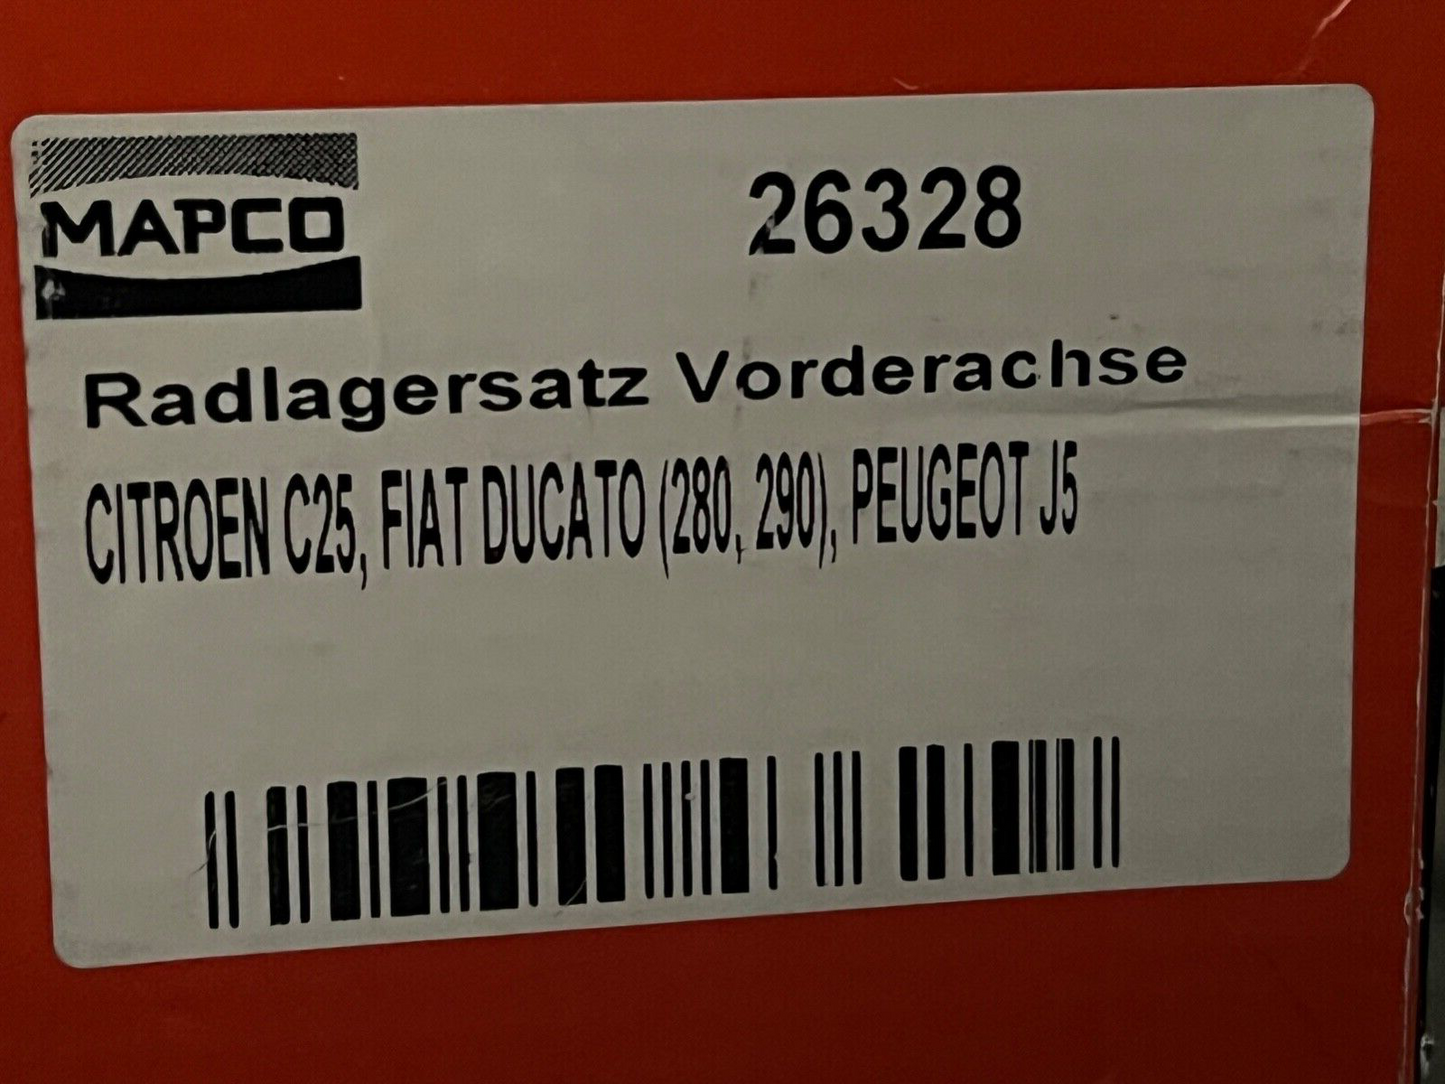 MAPCO
26328
Radlagersatz Vorderachse
CITROEN C25, FIAT DUCATO (280, 290), PEUGEOT J5